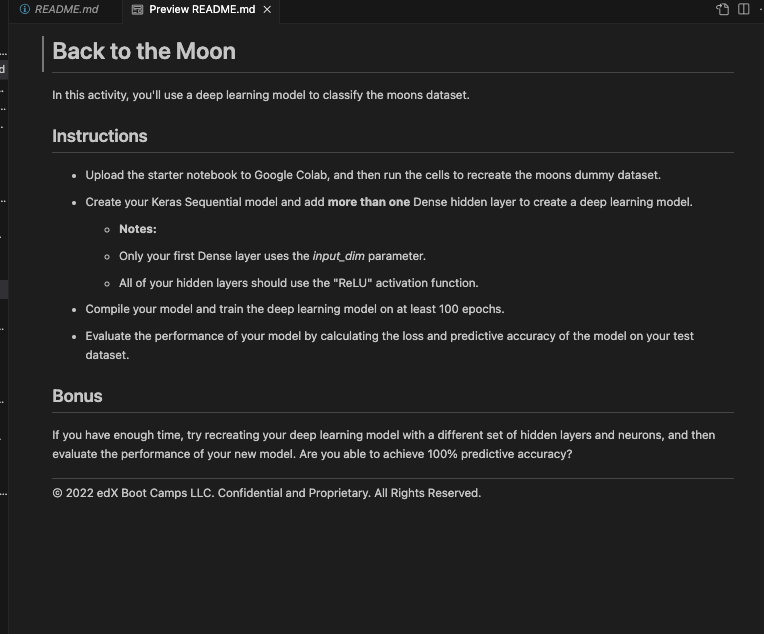 README.md
Preview README.md
Back to the Moon
In this activity, you'll use a deep learning model to classify the moons dataset.
Instructions
Upload the starter notebook to Google Colab, and then run the cells to recreate the moons dummy dataset.
Create your Keras Sequential model and add more than one Dense hidden layer to create a deep learning model.
Notes:
Only your first Dense layer uses the input_dim parameter.
All of your hidden layers should use the "ReLU" activation function.
Compile your model and train the deep learning model on at least 100 epochs.
Evaluate the performance of your model by calculating the loss and predictive accuracy of the model on your test
dataset.
Bonus
If you have enough time, try recreating your deep learning model with a different set of hidden layers and neurons, and then
evaluate the performance of your new model. Are you able to achieve 100% predictive accuracy?
© 2022 edX Boot Camps LLC. Confidential and Proprietary. All Rights Reserved.